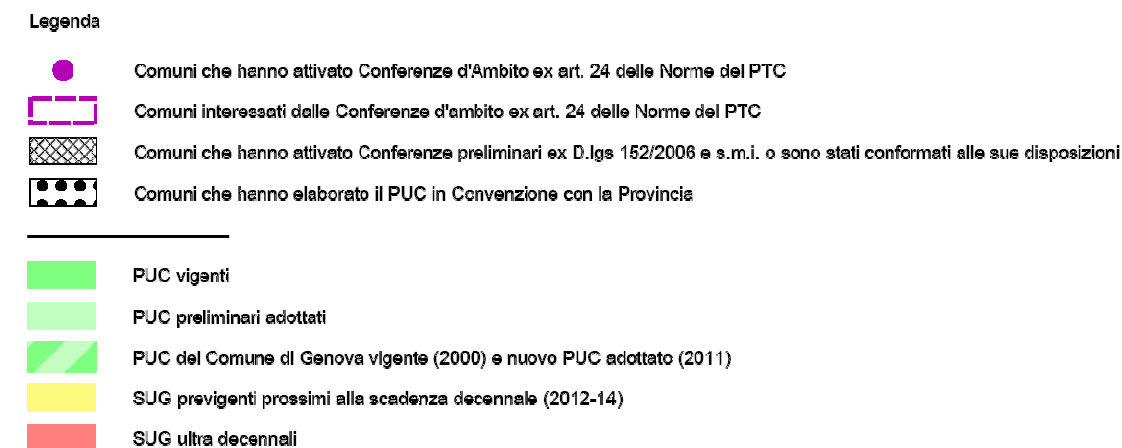 Legenda
Comuni che hanno attivato Conferenze d'Ambito ex art. 24 delle Norme del PTC
Comuni interessati dalle Conferenze d'ambito ex art. 24 delle Norme del PTC
Comuni che hanno attivato Conferenze preliminari ex D.lgs 152/2006 e s.m.i. o sono stati conformati alle sue disposizioni
Comuni che hanno elaborato il PUC in Convenzione con la Provincia
PUC vigenti
PUC preliminari adottati
PUC del Comune di Genova vigente (2000) e nuovo PUC adottato (2011)
SUG previgenti prossimi alla scadenza decennale (2012-14)
SUG ultra decennali